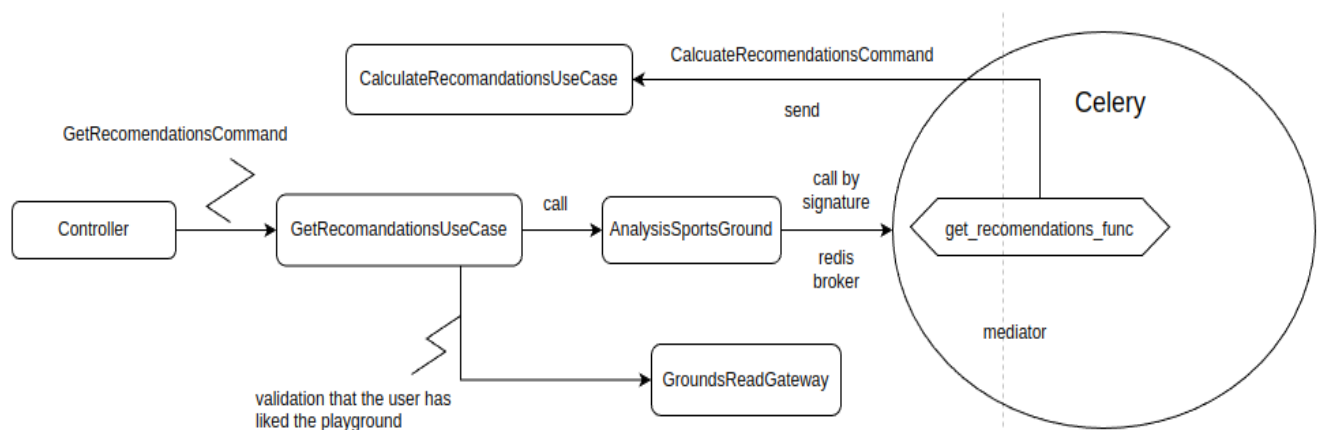 CalcuateRecomendationsCommand
CalculateRecomandationsUseCase
Celery
send
GetRecomendationsCommand
call by
signature
call
Controller
GetRecomandationsUseCase
AnalysisSportsGround
get_recomendations_func
redis
broker
mediator
GroundsReadGateway
validation that the user has
liked the playground